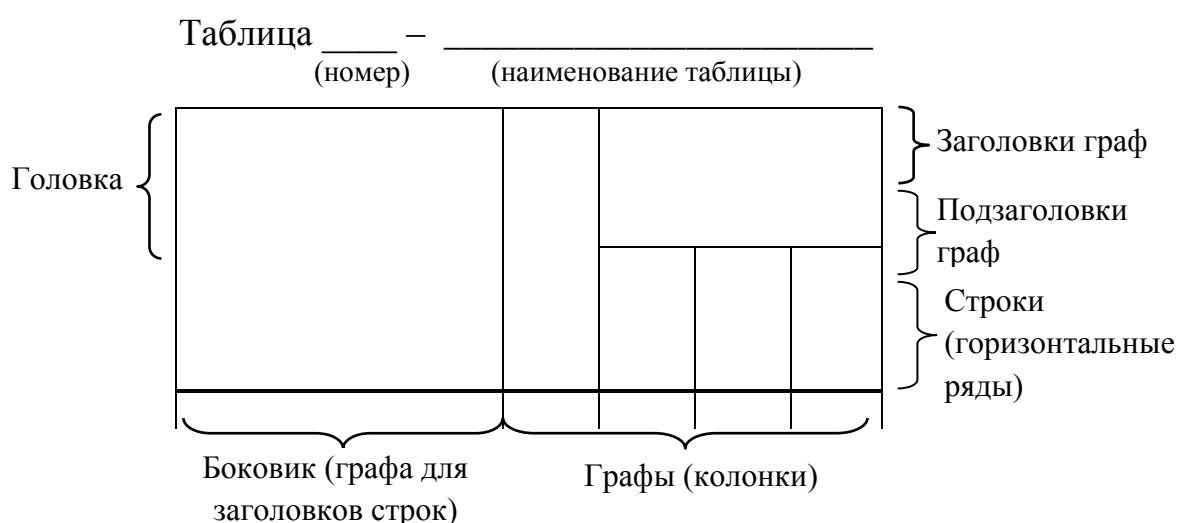 Таблица ____ – ________________________
(номер) (наименование таблицы)
Головка
Заголовки граф
Подзаголовки
граф
Строки
(горизонтальные
ряды)
Боковик (графа для
заголовков строк)
Графы (колонки)